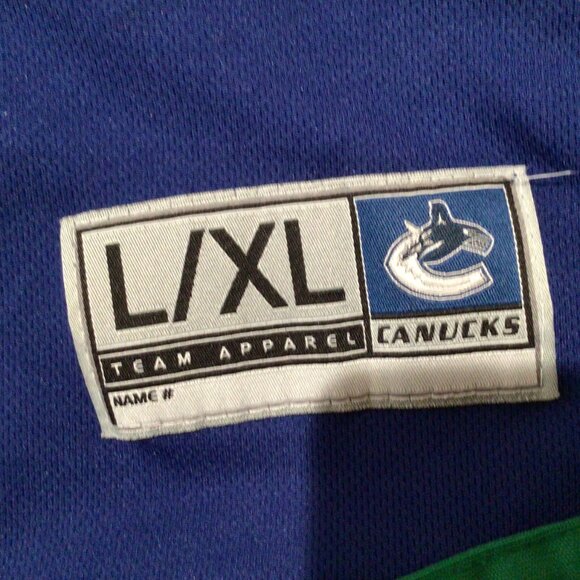 L/XL
TEAM APPAREL
CANUCKS
NAME #